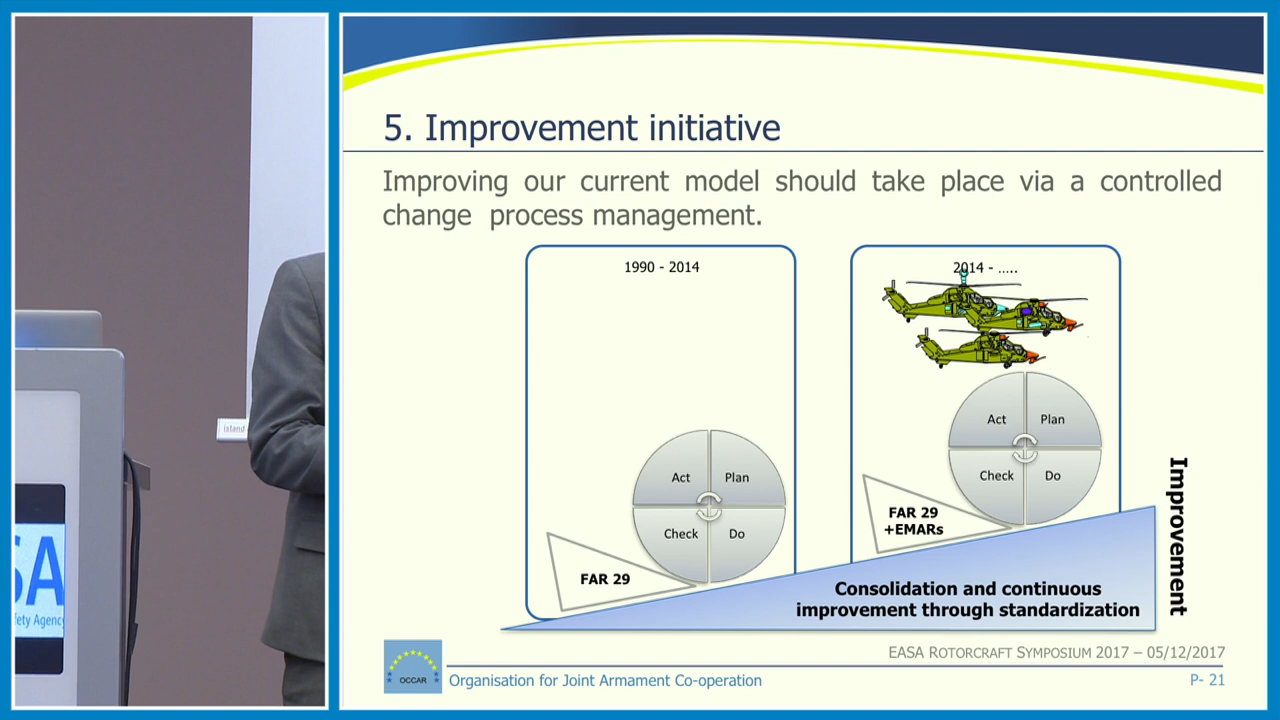 5. Improvement initiative
Improving our current model should take place via a controlled
change process management.
1990 - 2014
2014 - .....
Act Plan
Check Do
FAR 29
Act Plan
Check Do
FAR 29
+EMARs
Improvement
Consolidation and continuous
improvement through standardization
EASA ROTORCRAFT SYMPOSIUM 2017 – 05/12/2017
OCCAR
Organisation for Joint Armament Co-operation
P- 21
istand
SA
fety Agency